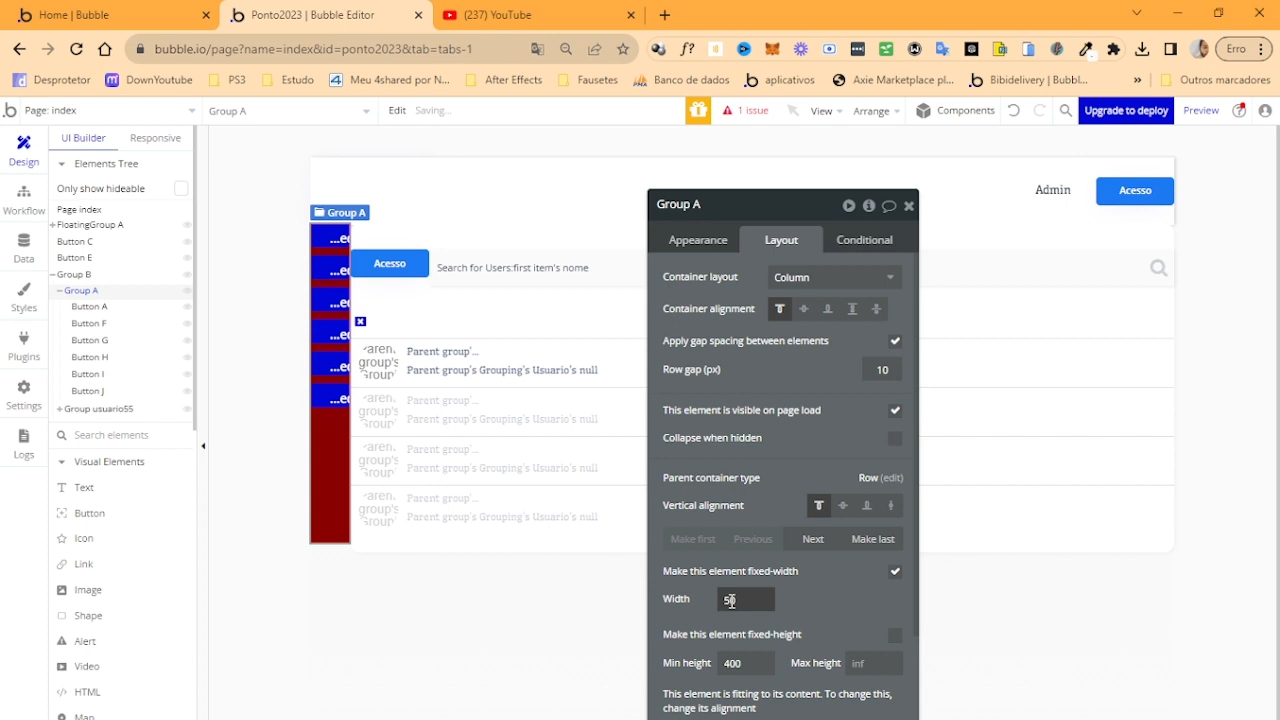 Home | Bubble
Ponto2023 | Bubble Editor
(237) YouTube
bubble.io/page?name=index&id=ponto2023&tab=tabs-1
Erro
Desprotetor
DownYoutube
PS3
Estudo
Meu 4shared por N...
After Effects
Fausetes
Banco de dados
aplicativos
Axie Marketplace pl...
Bibidelivery | Bubbl...
Outros marcadores
Page: index
Group A
Edit
Saving...
1 issue
View
Arrange
Components
Upgrade to deploy
Preview
Design
Workflow
Data
Styles
Plugins
Settings
Logs
UI Builder
Responsive
Elements Tree
Only show hideable
Page index
FloatingGroup A
Button C
Button E
Group B
Group A
Button A
Button F
Button G
Button H
Button I
Button J
Group usuario55
Search elements
Visual Elements
Text
Button
Icon
Link
Image
Shape
Alert
Video
HTML
Map
Admin
Acesso
Group A
...ed
...ed
...ed
...ed
...ed
...ed
Acesso
Search for Users:first item's nome
Parent group'...
Parent group's Grouping's Usuario's null
Parent group'...
Parent group's Grouping's Usuario's null
Parent group'...
Parent group's Grouping's Usuario's null
Parent group'...
Parent group's Grouping's Usuario's null
Group A
Appearance
Layout
Conditional
Container layout
Column
Container alignment
Apply gap spacing between elements
Row gap (px)
10
This element is visible on page load
Collapse when hidden
Parent container type
Row (edit)
Vertical alignment
Make first
Previous
Next
Make last
Make this element fixed-width
Width
50
Make this element fixed-height
Min height
400
Max height
inf
This element is fitting to its content. To change this,
change its alignment